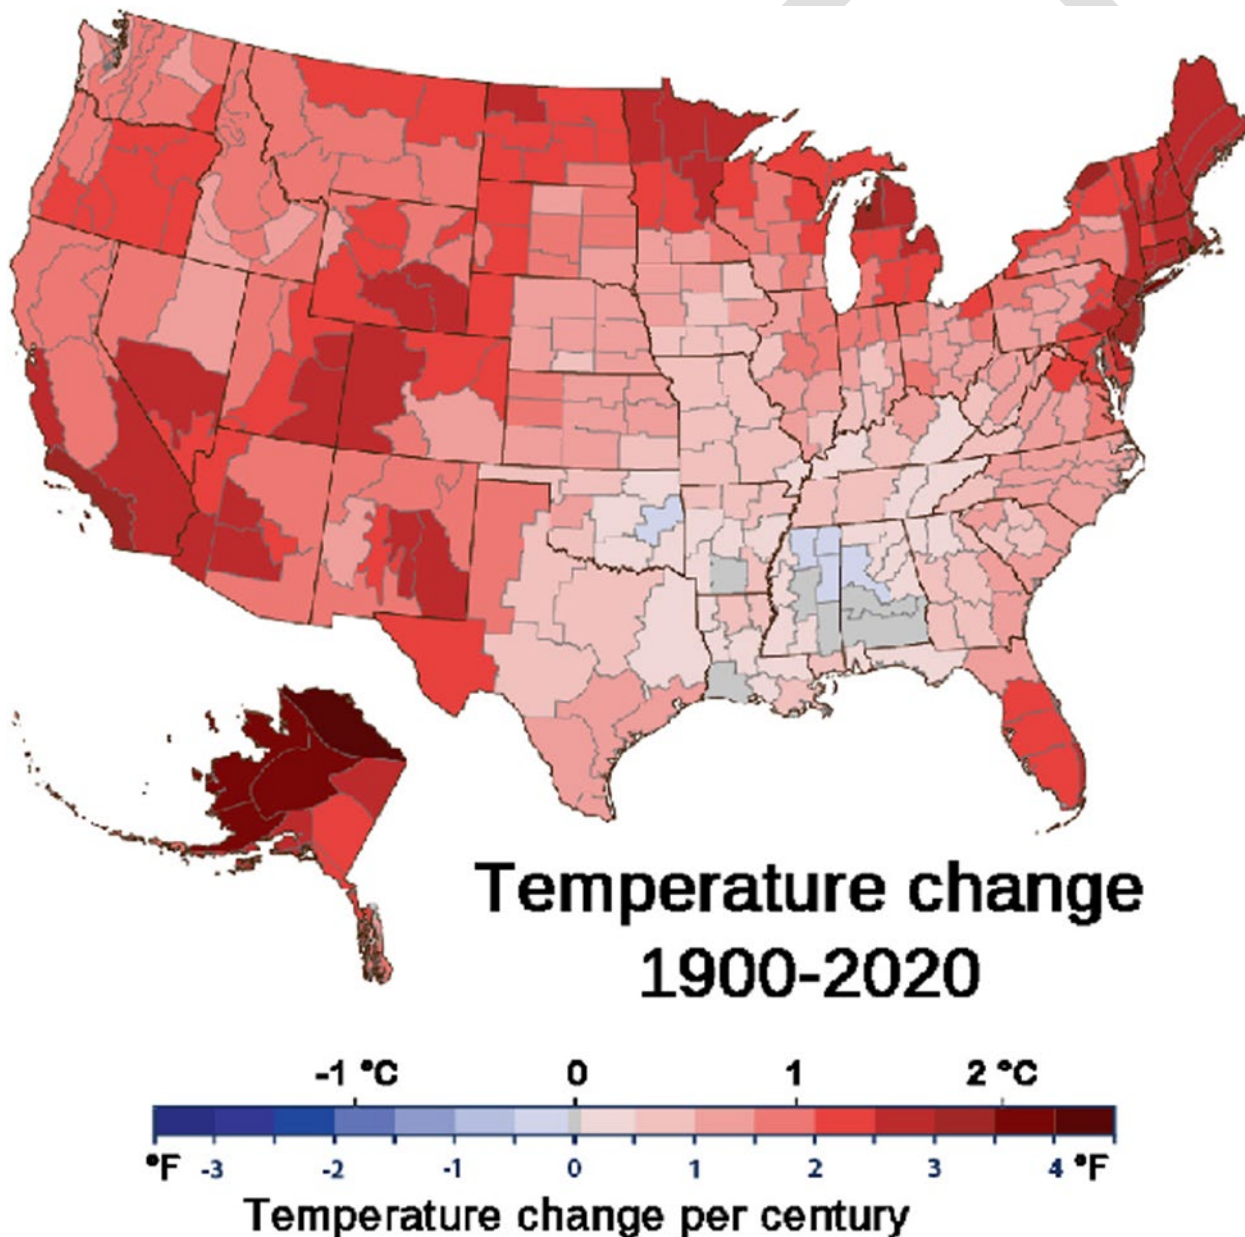 Temperature change
1900-2020
-1 °C 0 1 2 °C
°F -3 -2 -1 0 1 2 3 4 °F
Temperature change per century